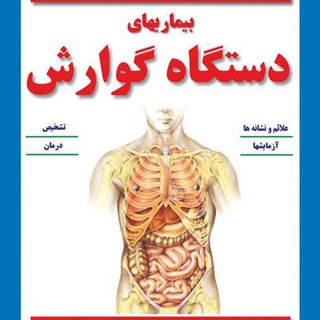 بیماریهای
دستگاه گوارش
علائم و نشانه ها
آزمایشها
تشخیص
درمان